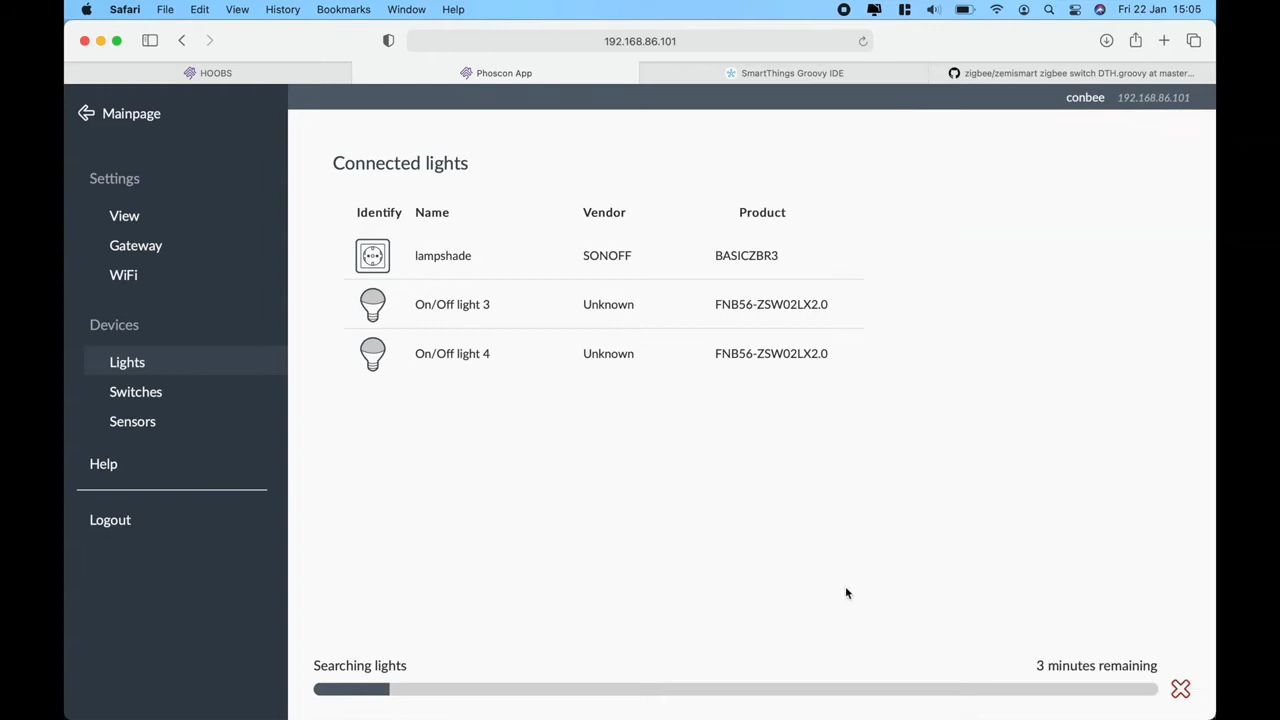 Safari File Edit View History Bookmarks Window Help Fri 22 Jan 15:05
192.168.86.101
HOOBS Phoscon App SmartThings Groovy IDE zigbee/zemismart zigbee switch DTH.groovy at master...
conbee 192.168.86.101
Mainpage
Settings
View
Gateway
WiFi
Devices
Lights
Switches
Sensors
Help
Logout
Connected lights
Identify Name Vendor Product
lampshade SONOFF BASICZBR3
On/Off light 3 Unknown FNB56-ZSW02LX2.0
On/Off light 4 Unknown FNB56-ZSW02LX2.0
Searching lights 3 minutes remaining